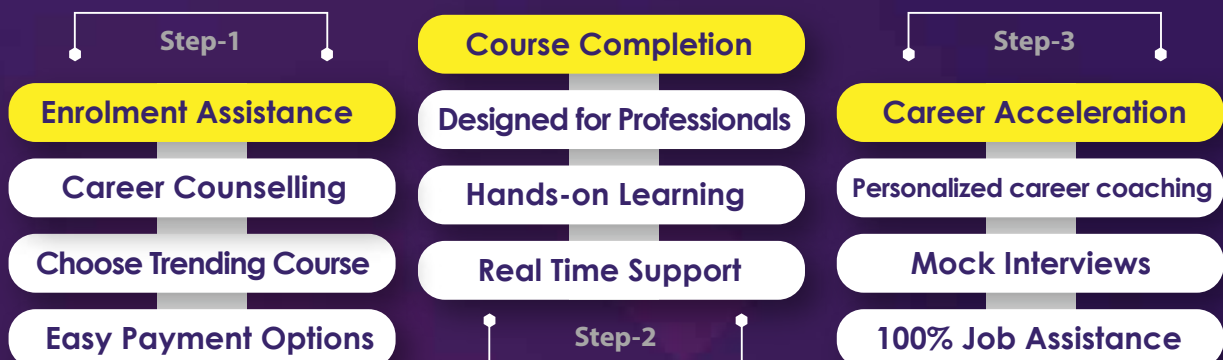 Step-1
Enrolment Assistance
Career Counselling
Choose Trending Course
Easy Payment Options
Course Completion
Designed for Professionals
Hands-on Learning
Real Time Support
Step-2
Step-3
Career Acceleration
Personalized career coaching
Mock Interviews
100% Job Assistance